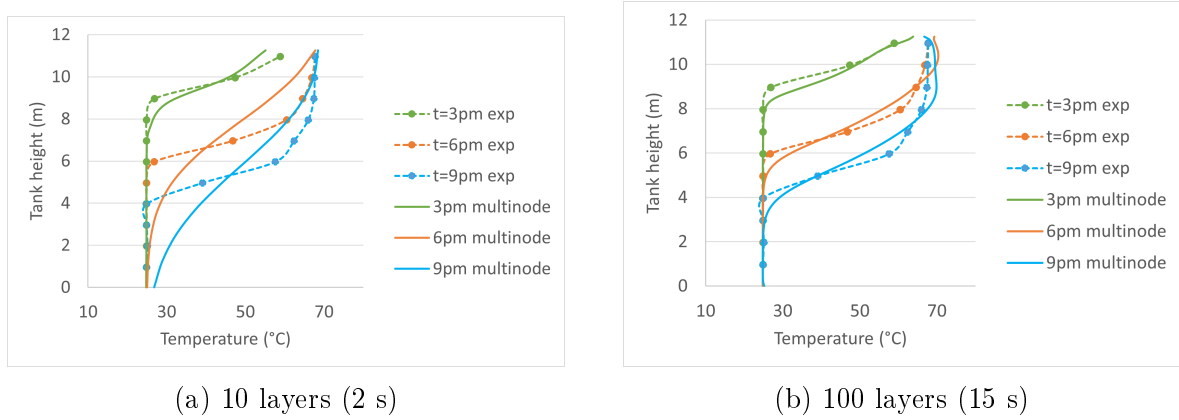 12
10
8
6
4
2
0
Tank height (m)
10
30
50
70
Temperature (°C)
t=3pm exp
t=6pm exp
t=9pm exp
3pm multinode
6pm multinode
9pm multinode
(a) 10 layers (2 s)
12
10
8
6
4
2
0
Tank height (m)
10
30
50
70
Temperature (°C)
t=3pm exp
t=6pm exp
t=9pm exp
3pm multinode
6pm multinode
9pm multinode
(b) 100 layers (15 s)